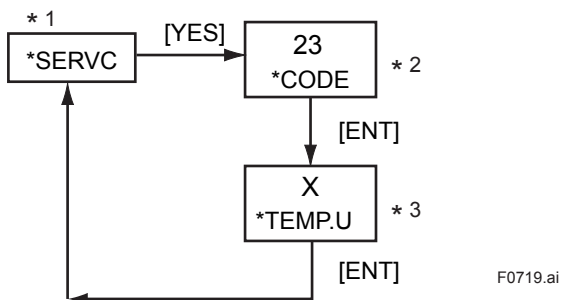 * 1
*SERVC
[YES]
23
*CODE
* 2
[ENT]
X
*TEMP.U
* 3
[ENT]
F0719.ai